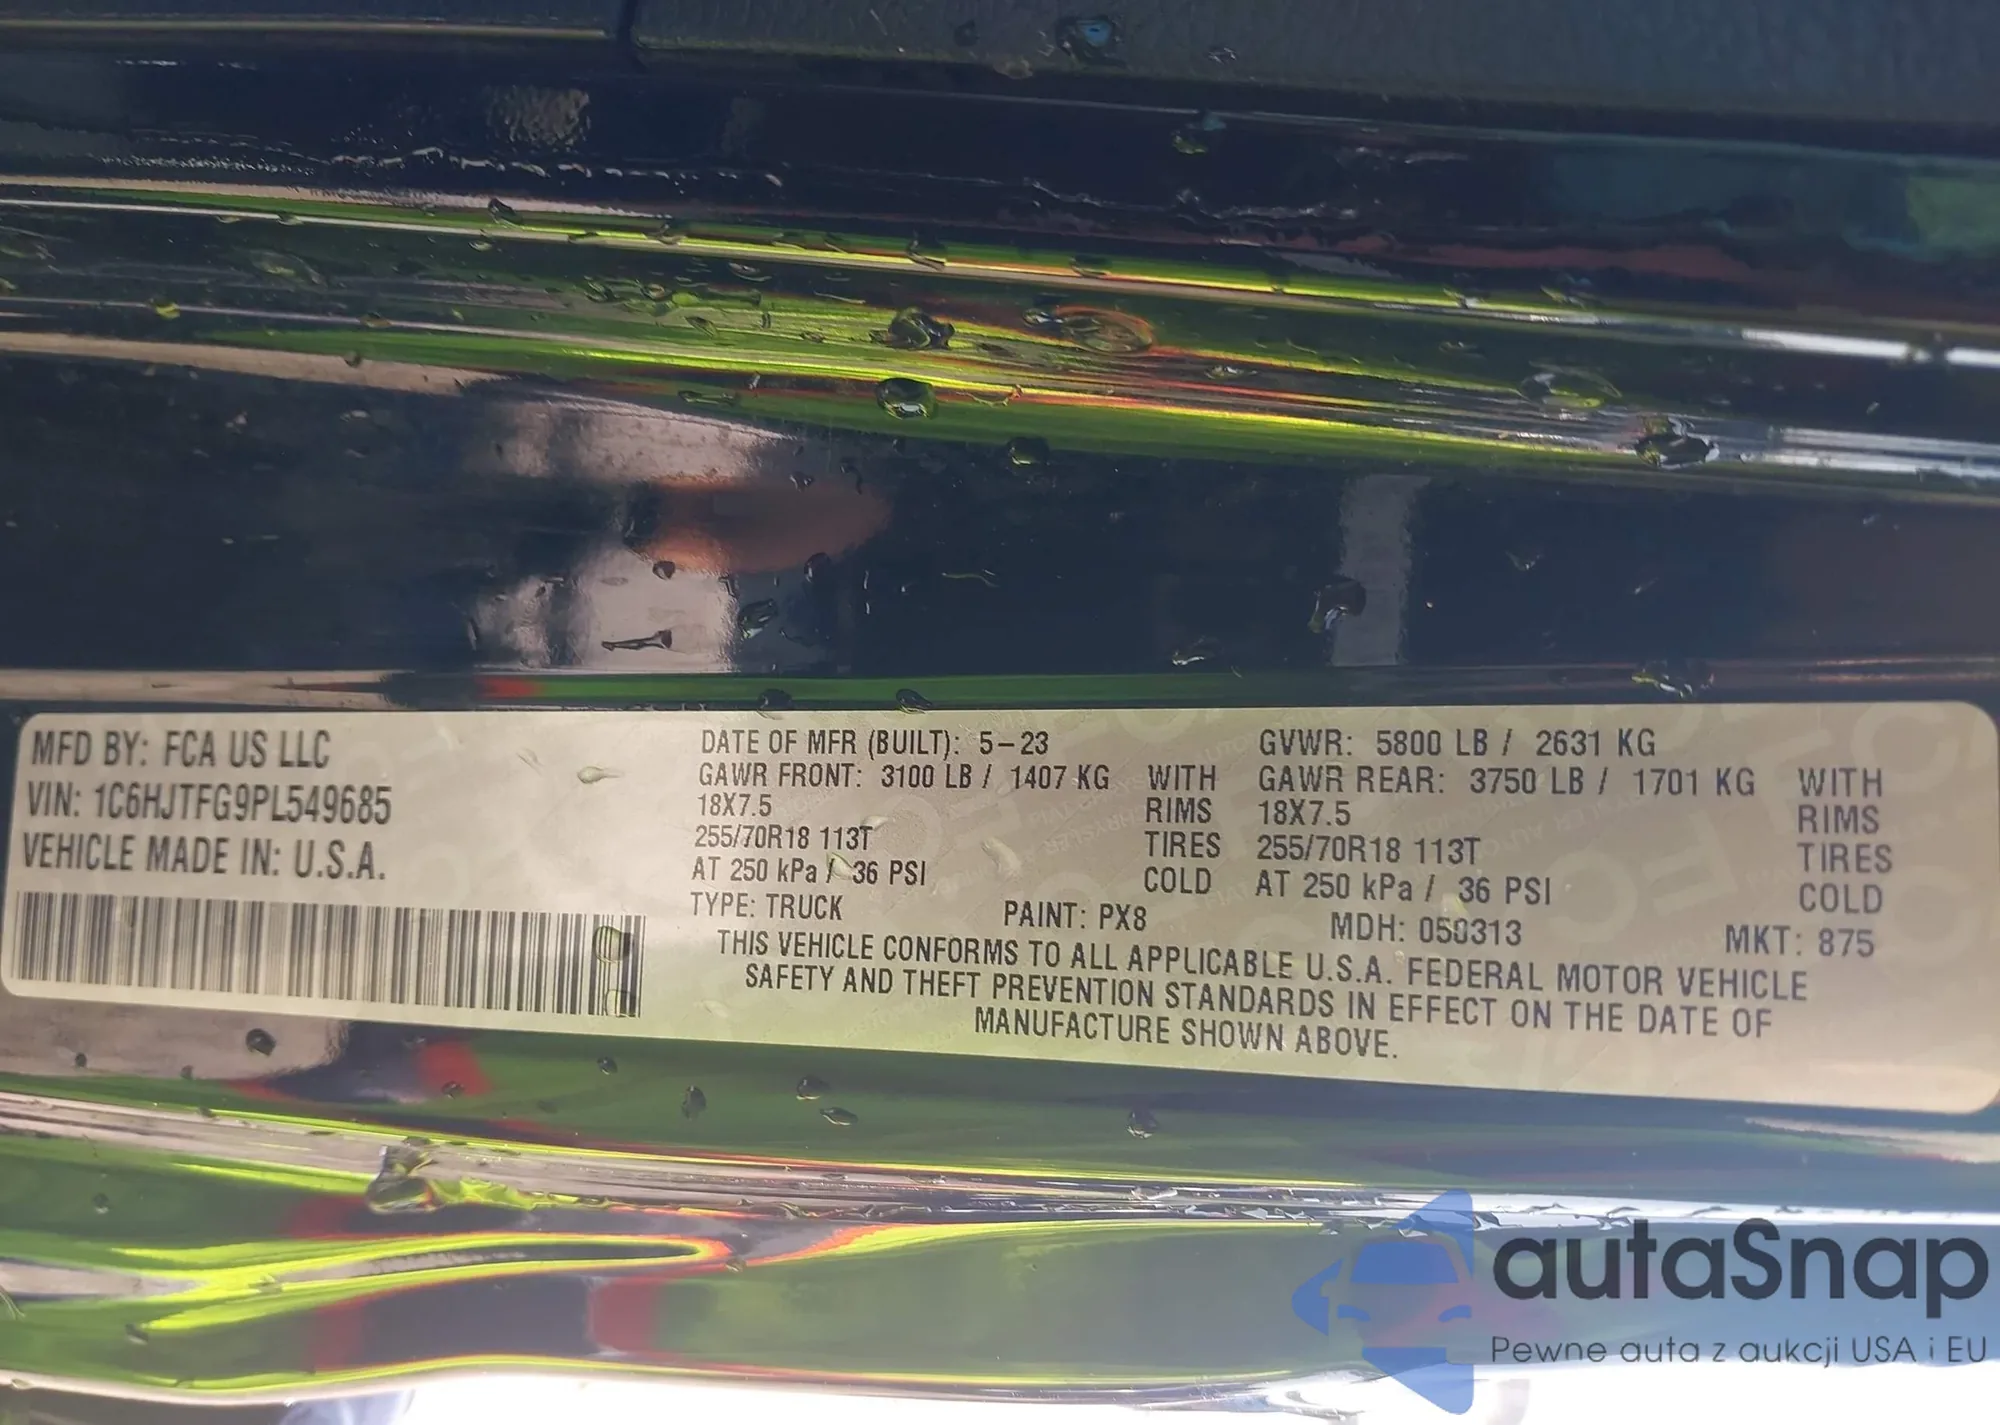 MFD BY: FCA US LLC
VIN: 1C6HJTFG9PL549685
VEHICLE MADE IN: U.S.A.
DATE OF MFR (BUILT): 5-23 GVWR: 5800 LB / 2631 KG
GAWR FRONT: 3100 LB / 1407 KG WITH GAWR REAR: 3750 LB / 1701 KG WITH
18X7.5 RIMS 18X7.5 RIMS
255/70R18 113T TIRES 255/70R18 113T TIRES
AT 250 kPa / 36 PSI COLD AT 250 kPa / 36 PSI COLD
TYPE: TRUCK PAINT: PX8 MDH: 050313 MKT: 875
THIS VEHICLE CONFORMS TO ALL APPLICABLE U.S.A. FEDERAL MOTOR VEHICLE
SAFETY AND THEFT PREVENTION STANDARDS IN EFFECT ON THE DATE OF
MANUFACTURE SHOWN ABOVE.
autaSnap
Pewne auta z aukcji USA i EU